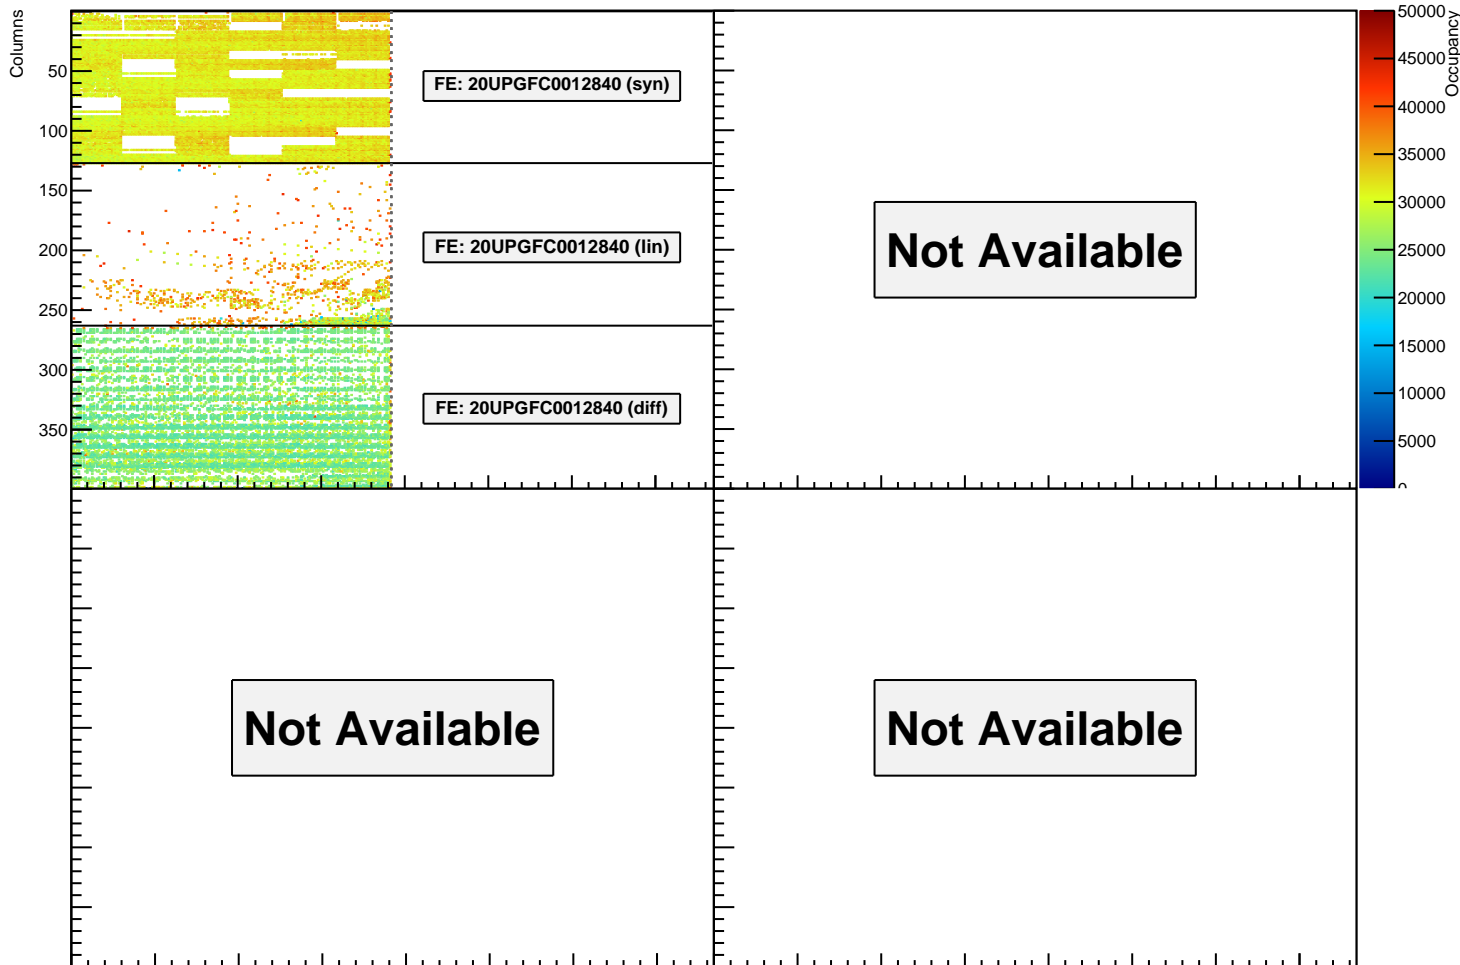 Columns
50
100
150
200
250
300
350
FE: 20UPGFC0012840 (syn)
FE: 20UPGFC0012840 (lin)
FE: 20UPGFC0012840 (diff)
Not Available
50000
45000
40000
35000
30000
25000
20000
15000
10000
5000
0
Occupancy
Not Available
Not Available